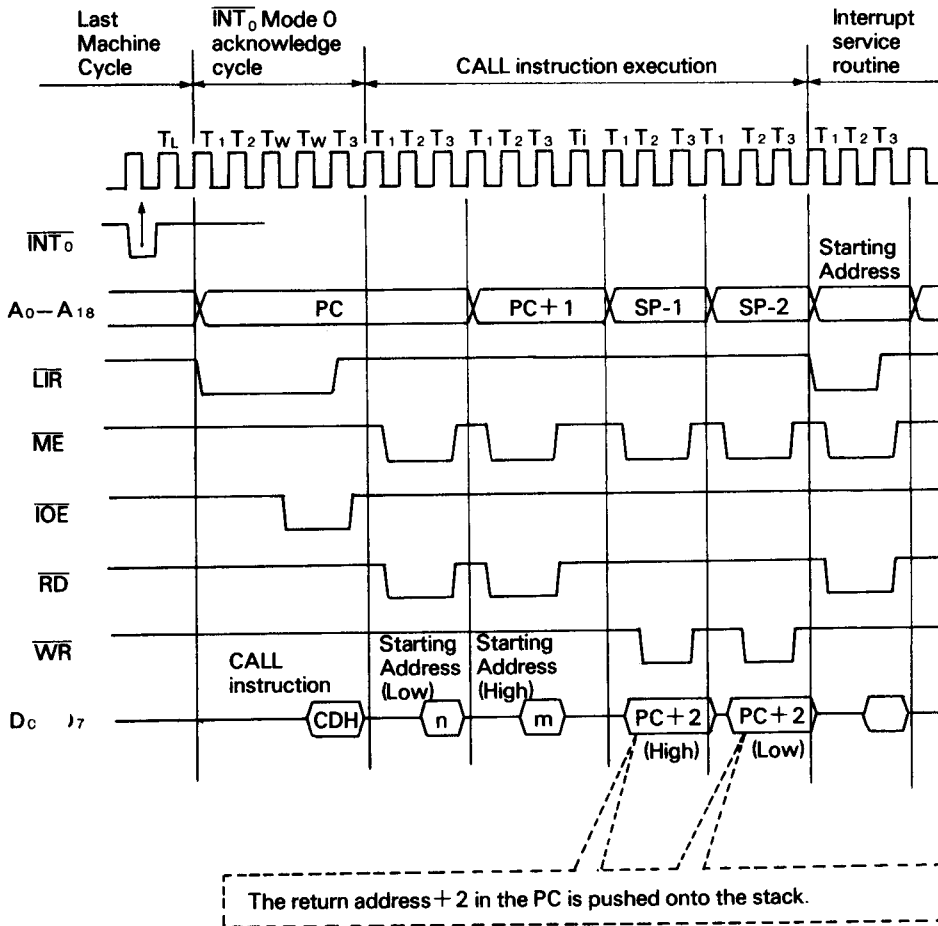 Last Machine Cycle
INT₀ Mode 0 acknowledge cycle
CALL instruction execution
Interrupt service routine
TL T1 T2 TW TW T3 T1 T2 T3 T1 T2 T3 Ti T1 T2 T3 T1 T2 T3 T1 T2 T3
INT₀
Starting Address
A₀—A₁₈ PC PC+1 SP-1 SP-2
LIR
ME
IOE
RD
WR
CALL instruction
Starting Address (Low)
Starting Address (High)
CDH n m PC+2 PC+2
(High) (Low)
The return address+2 in the PC is pushed onto the stack.